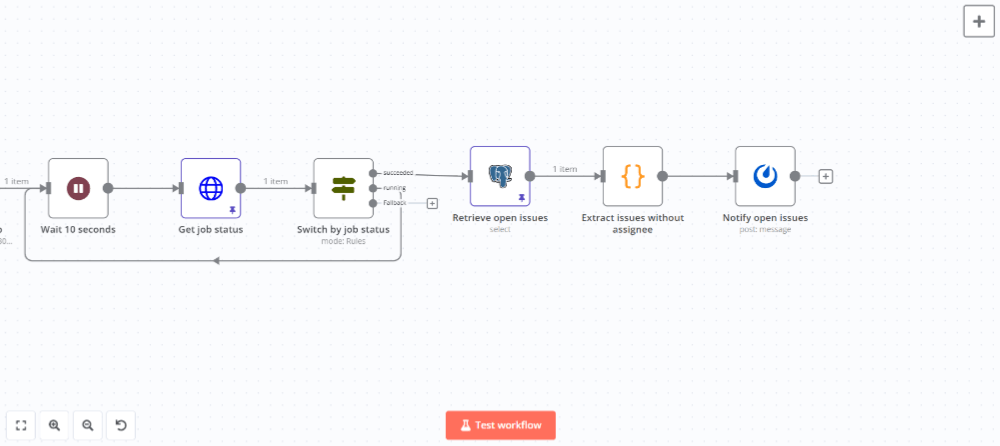 1 item
1 item
succeeded
running
Fallback
1 item
Wait 10 seconds
Get job status
Switch by job status
mode: Rules
Retrieve open issues
select
Extract issues without
assignee
Notify open issues
post: message
Test workflow